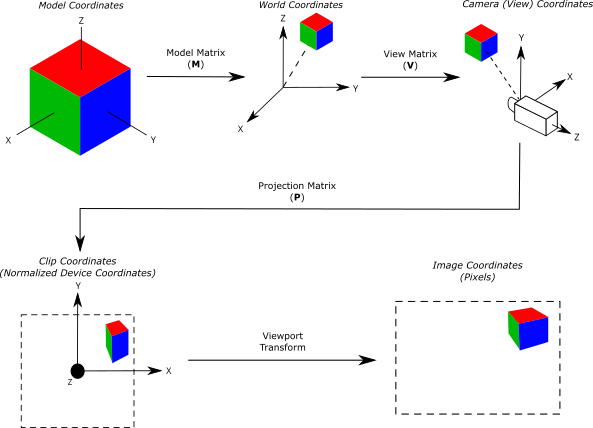 Model Coordinates
World Coordinates
Camera (View) Coordinates
Z
X
Y
Model Matrix
(M)
Z
Y
X
View Matrix
(V)
Y
X
Z
Projection Matrix
(P)
Clip Coordinates
(Normalized Device Coordinates)
Y
X
Z
Viewport
Transform
Image Coordinates
(Pixels)